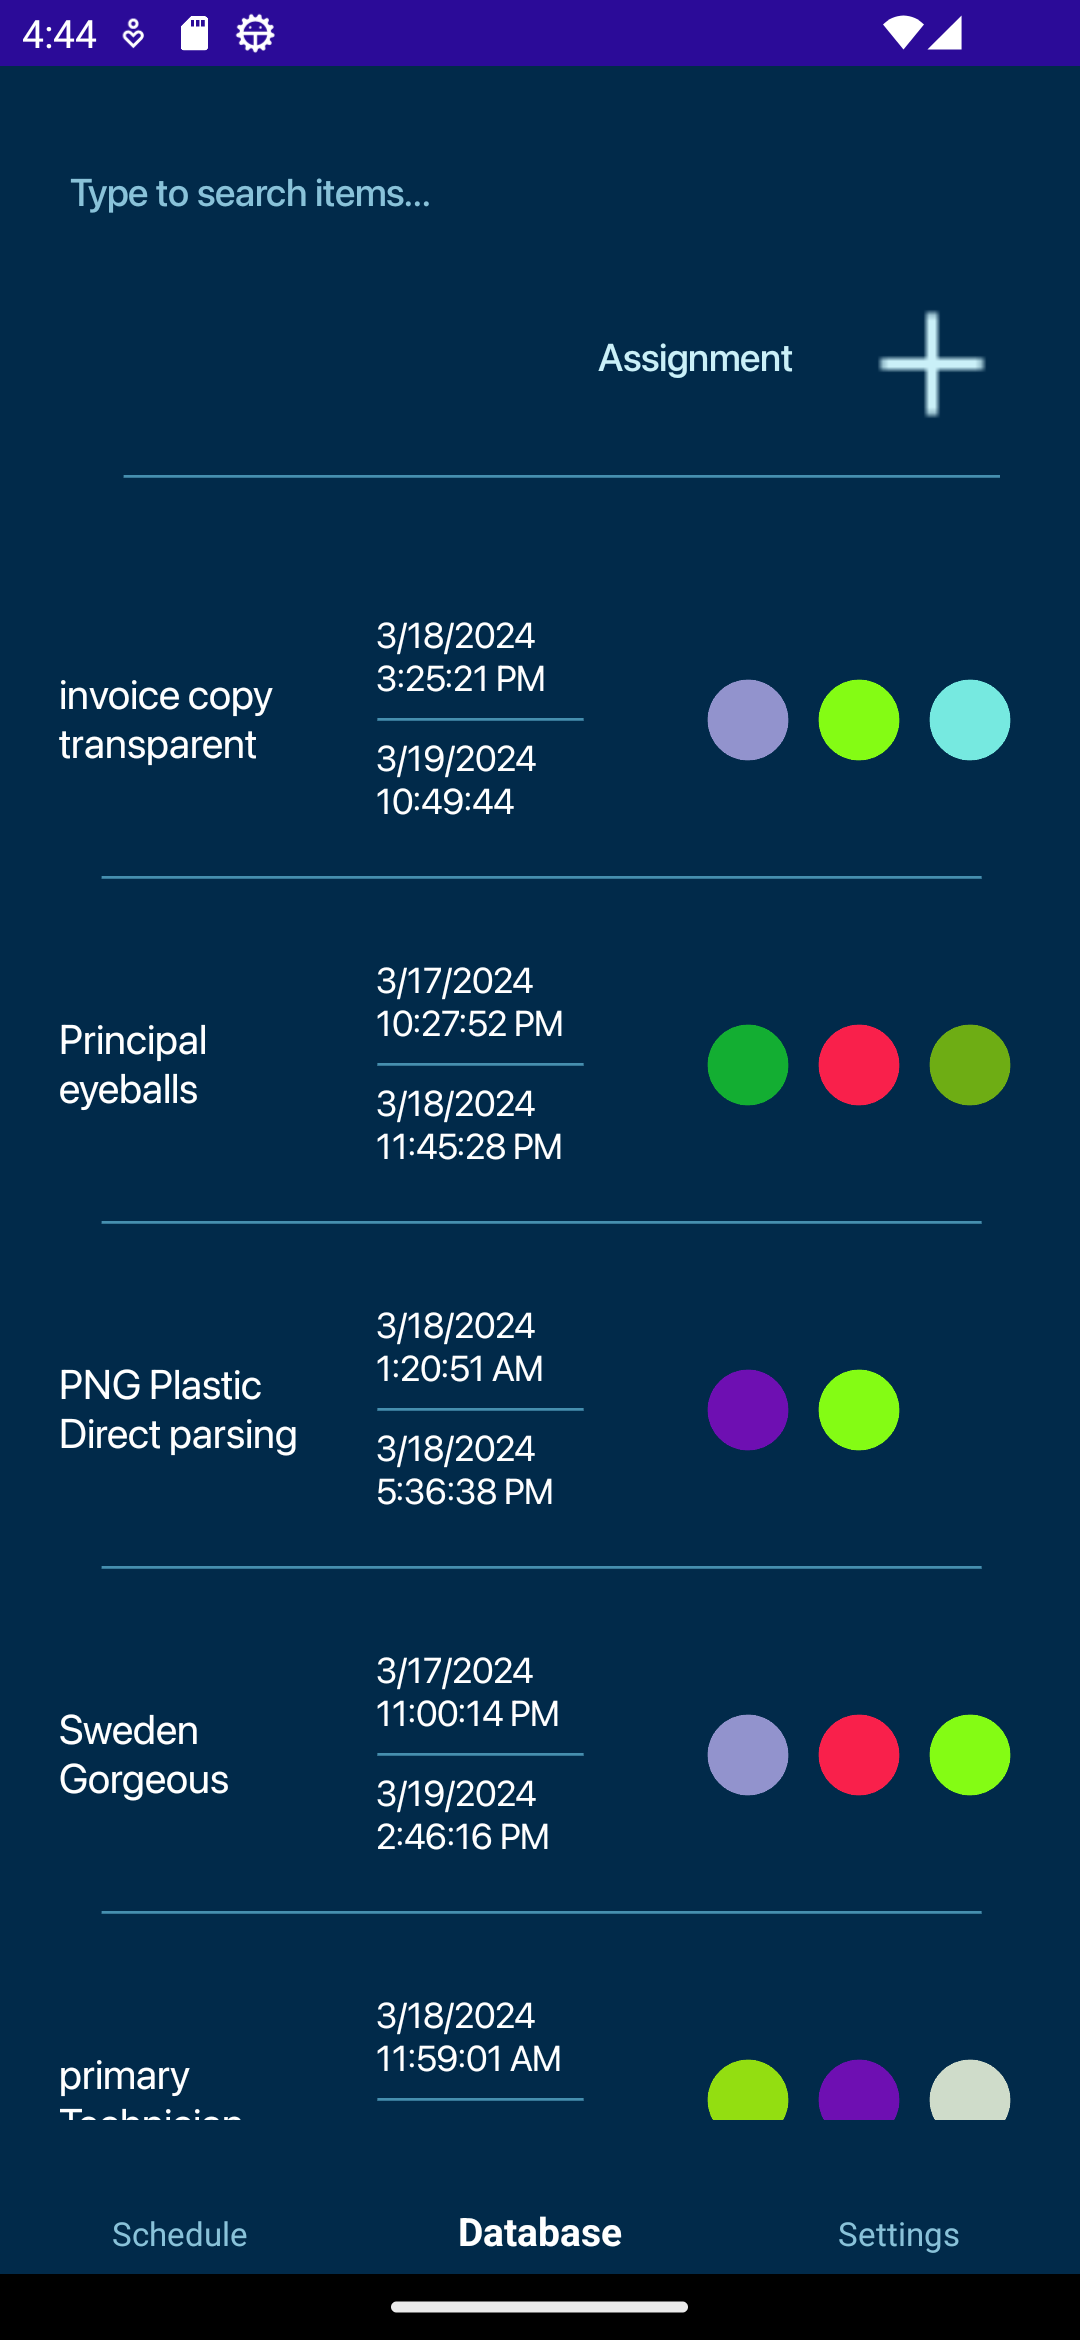 4:44
Type to search items...
Assignment
invoice copy
transparent
3/18/2024
3:25:21 PM
3/19/2024
10:49:44
Principal
eyeballs
3/17/2024
10:27:52 PM
3/18/2024
11:45:28 PM
PNG Plastic
Direct parsing
3/18/2024
1:20:51 AM
3/18/2024
5:36:38 PM
Sweden
Gorgeous
3/17/2024
11:00:14 PM
3/19/2024
2:46:16 PM
primary
3/18/2024
11:59:01 AM
Schedule
Database
Settings